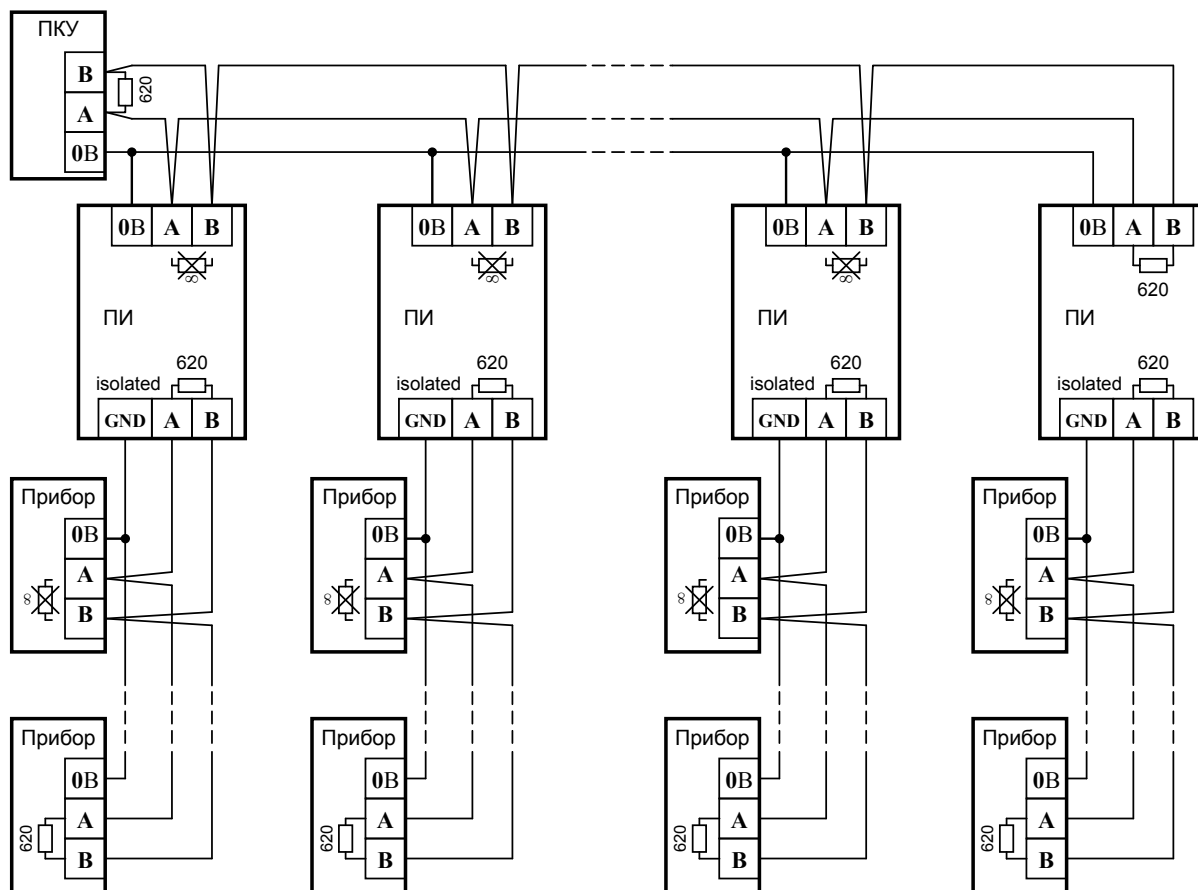 ПКУ
B
A
0В
620
0В A B
0В A B
0В A B
0В A B
∞
∞
∞
620
ПИ
ПИ
ПИ
ПИ
620
620
620
620
isolated
isolated
isolated
isolated
GND A B
GND A B
GND A B
GND A B
Прибор
Прибор
Прибор
Прибор
0В
A
B
∞
0В
A
B
∞
0В
A
B
∞
0В
A
B
∞
Прибор
Прибор
Прибор
Прибор
0В
A
B
620
0В
A
B
620
0В
A
B
620
0В
A
B
620